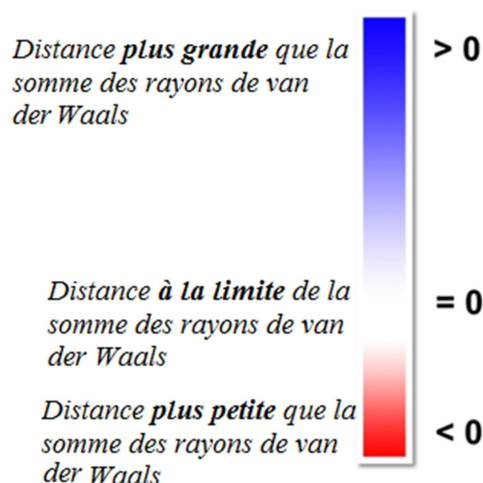 Distance plus grande que la
somme des rayons de van
der Waals
> 0
Distance à la limite de la
somme des rayons de van
der Waals
= 0
Distance plus petite que la
somme des rayons de van
der Waals
< 0